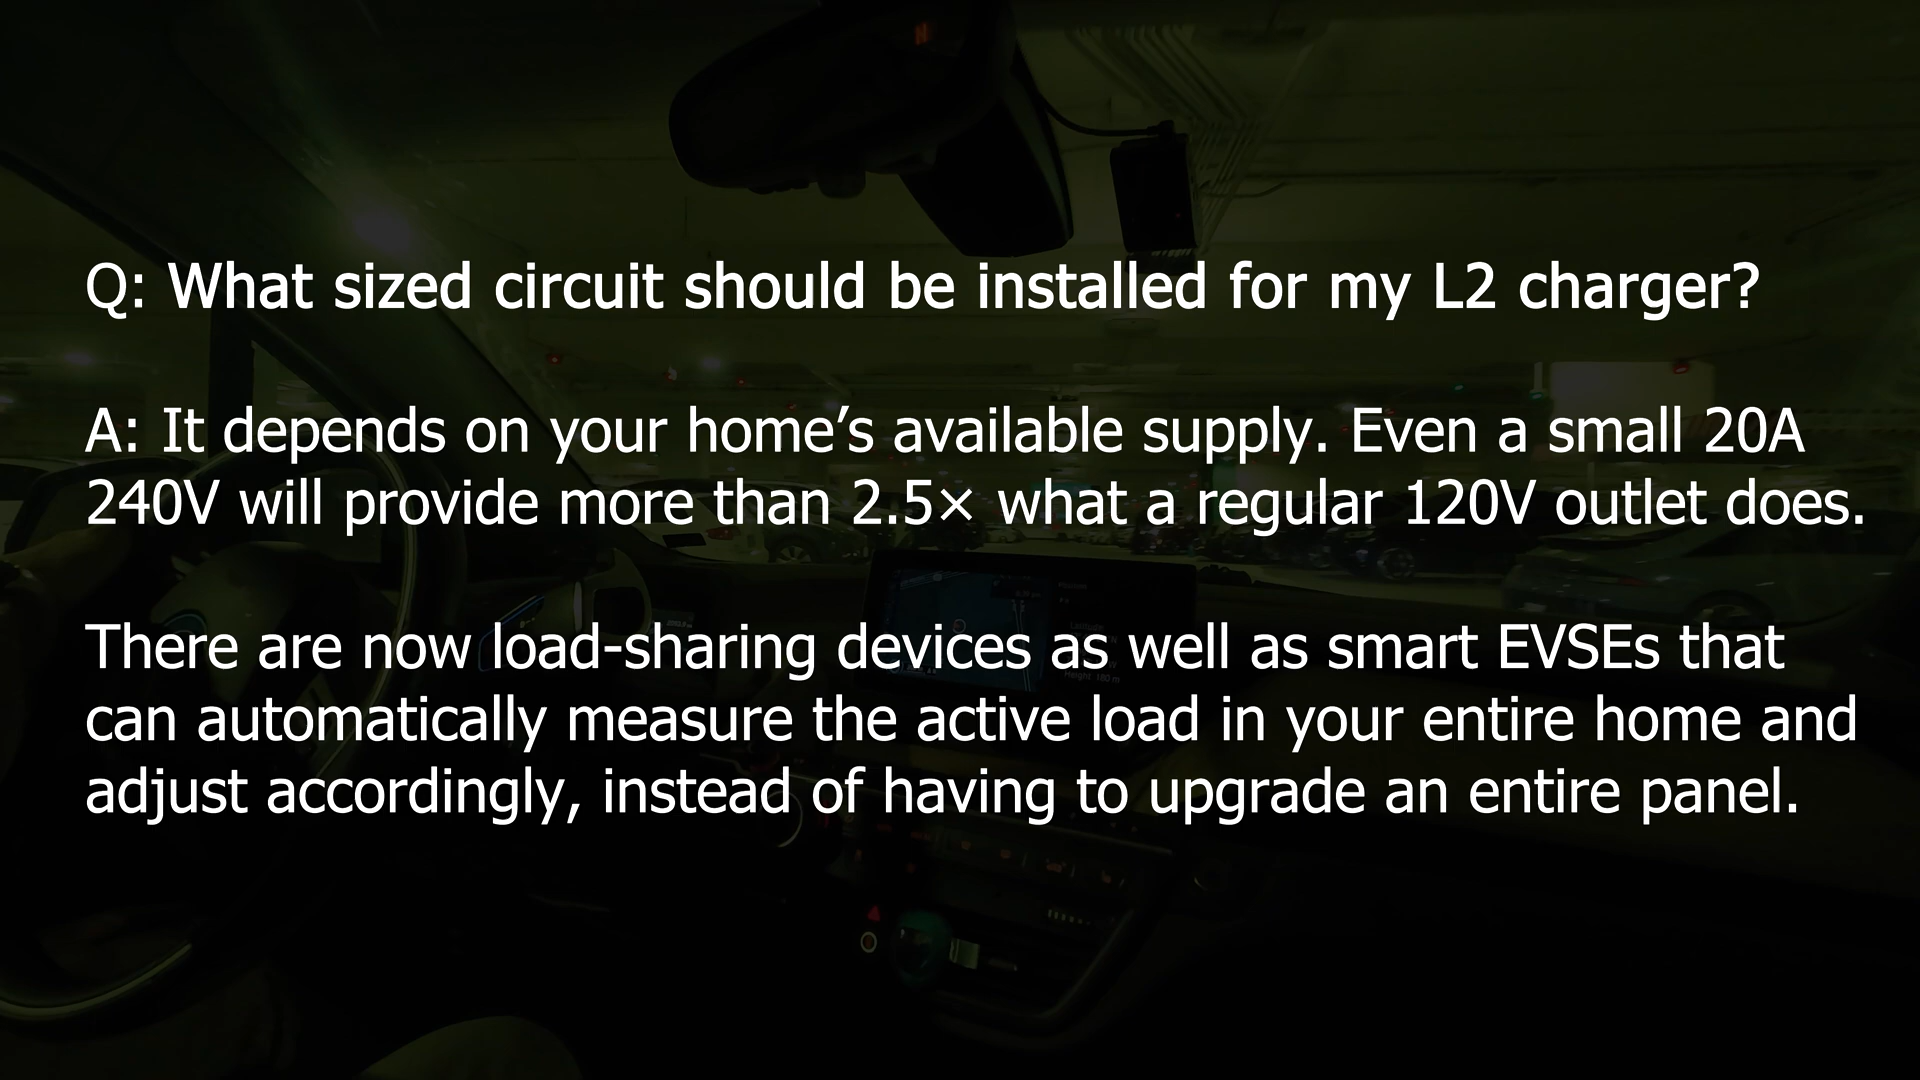 Q: What sized circuit should be installed for my L2 charger?
A: It depends on your home’s available supply. Even a small 20A
240V will provide more than 2.5× what a regular 120V outlet does.
There are now load-sharing devices as well as smart EVSEs that
can automatically measure the active load in your entire home and
adjust accordingly, instead of having to upgrade an entire panel.